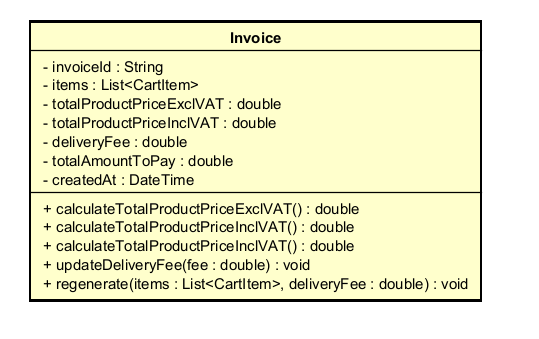 Invoice
- invoiceId : String
- items : List<CartItem>
- totalProductPriceExclVAT : double
- totalProductPriceInclVAT : double
- deliveryFee : double
- totalAmountToPay : double
- createdAt : DateTime
+ calculateTotalProductPriceExclVAT() : double
+ calculateTotalProductPriceInclVAT() : double
+ calculateTotalProductPriceInclVAT() : double
+ updateDeliveryFee(fee : double) : void
+ regenerate(items : List<CartItem>, deliveryFee : double) : void